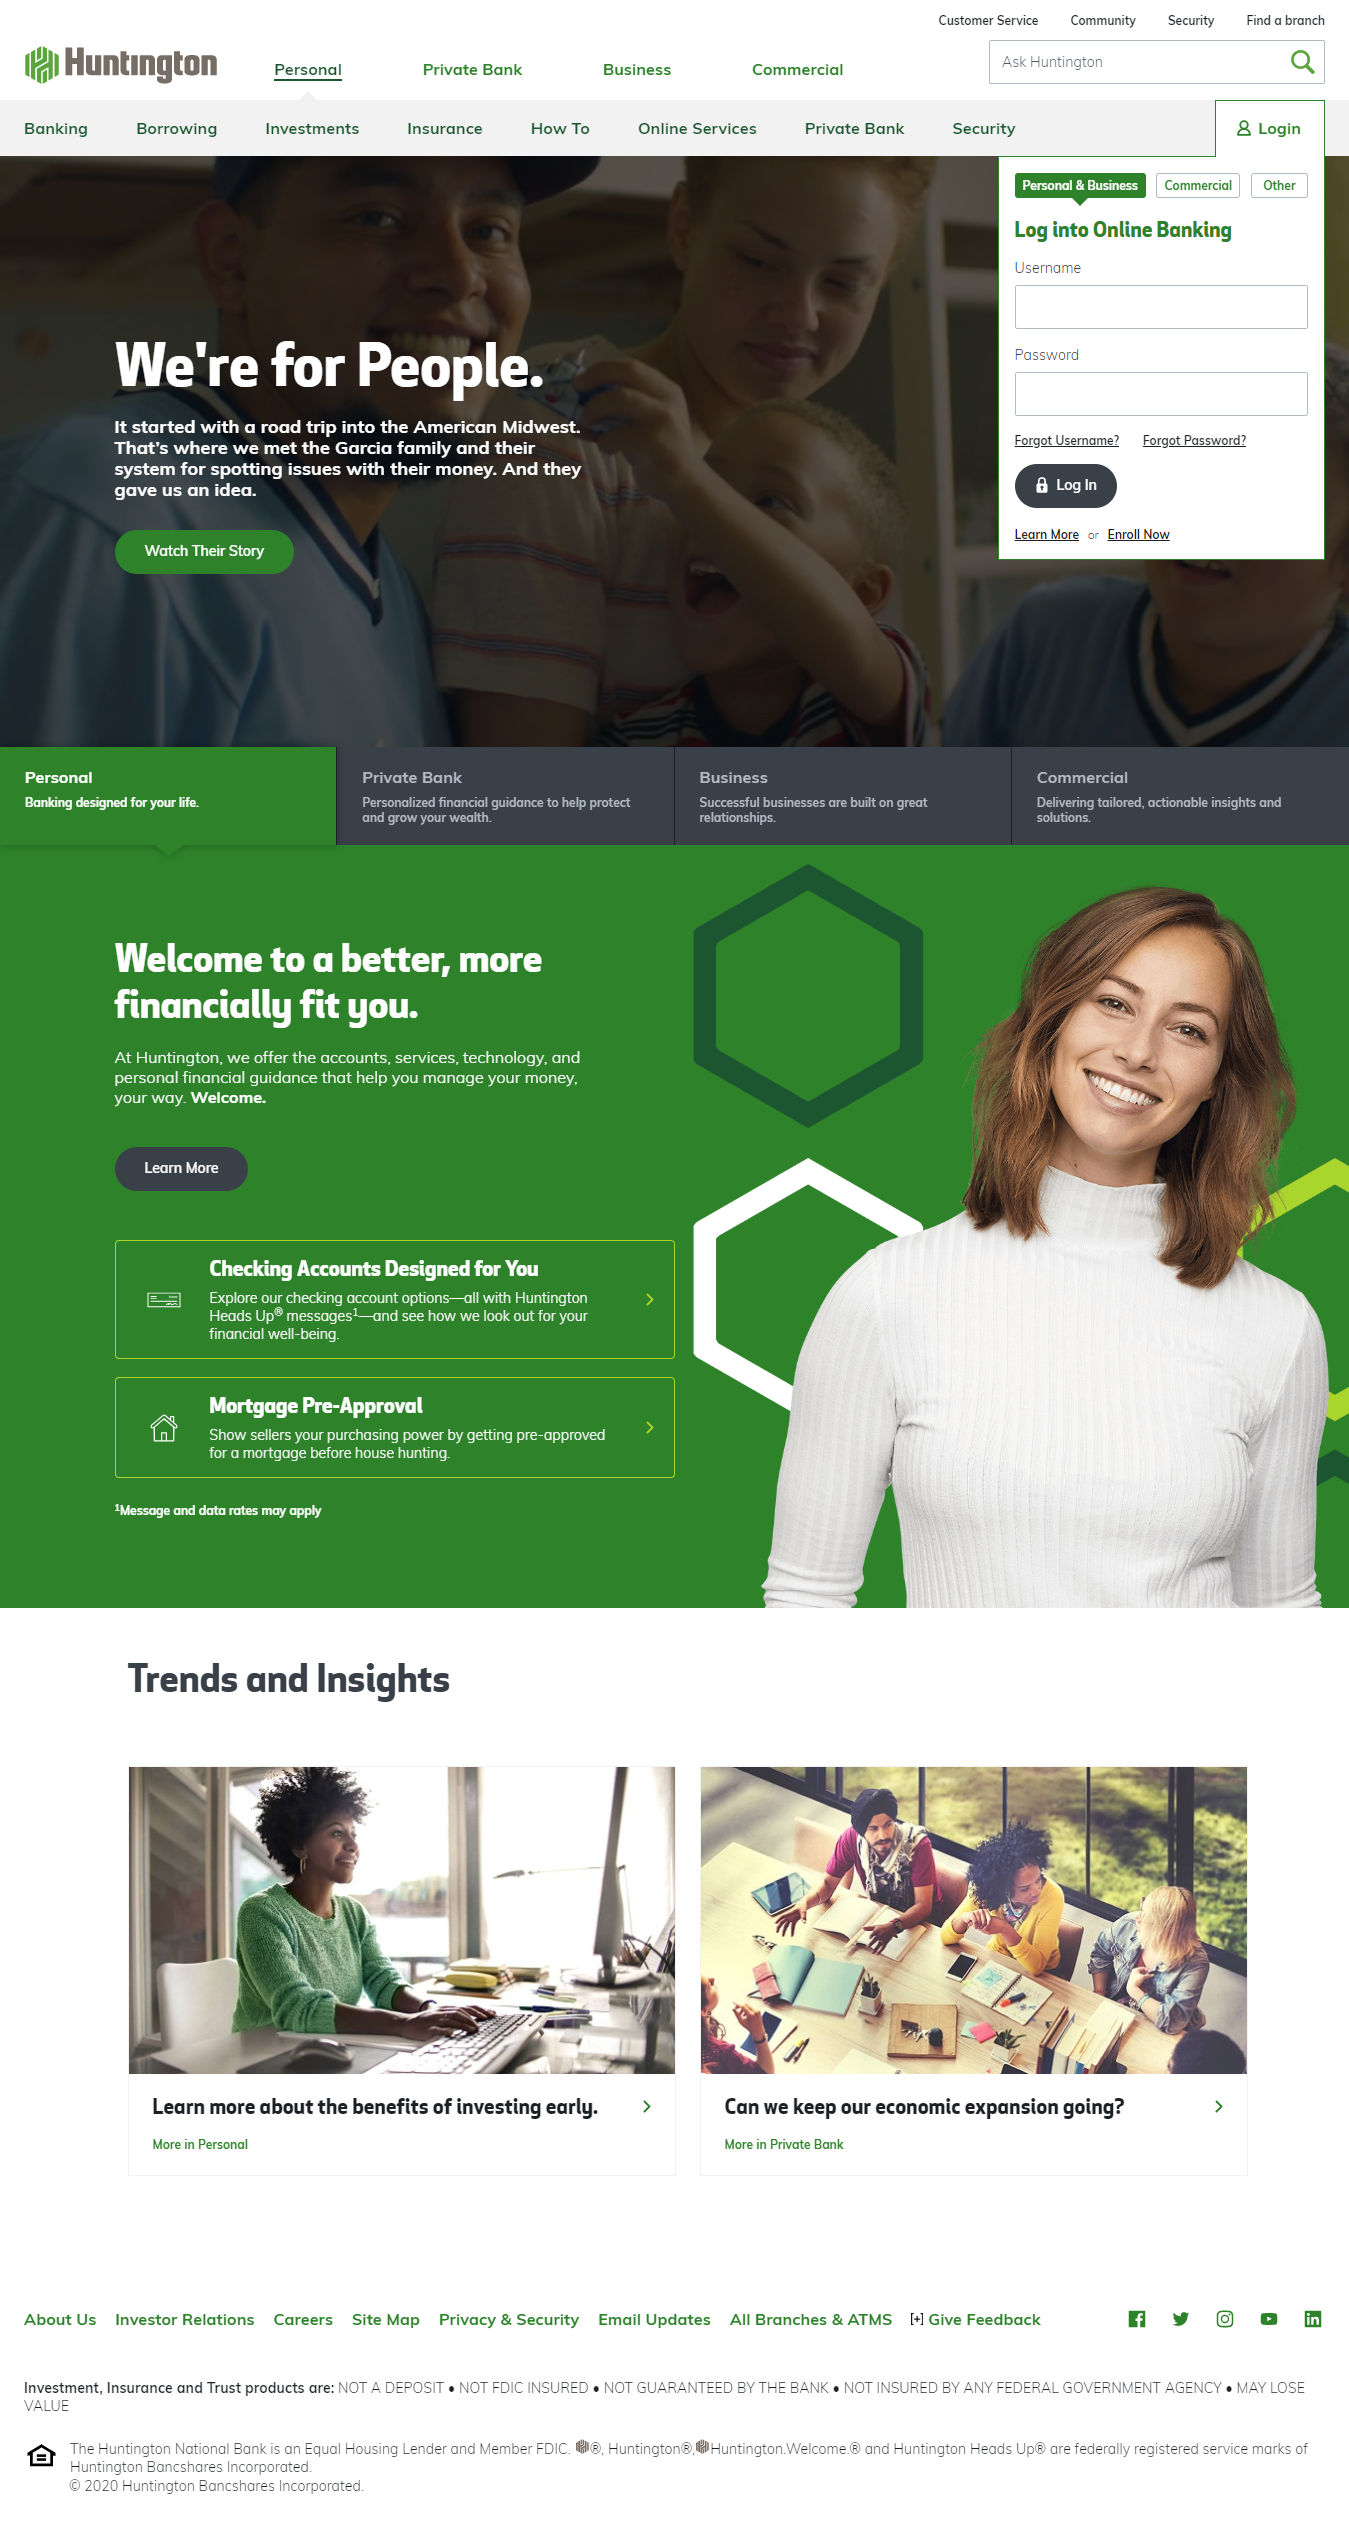 Customer Service Community Security Find a branch
Huntington
Personal Private Bank Business Commercial
Ask Huntington
Banking Borrowing Investments Insurance How To Online Services Private Bank Security
Login
Personal & Business Commercial Other
Log into Online Banking
Username
Password
Forgot Username? Forgot Password?
Log In
Learn More or Enroll Now
We're for People.
It started with a road trip into the American Midwest.
That's where we met the Garcia family and their
system for spotting issues with their money. And they
gave us an idea.
Watch Their Story
Personal
Banking designed for your life.
Private Bank
Personalized financial guidance to help protect
and grow your wealth.
Business
Successful businesses are built on great
relationships.
Commercial
Delivering tailored, actionable insights and
solutions.
Welcome to a better, more
financially fit you.
At Huntington, we offer the accounts, services, technology, and
personal financial guidance that help you manage your money,
your way. Welcome.
Learn More
Checking Accounts Designed for You
Explore our checking account options—all with Huntington
Heads Up® messages¹—and see how we look out for your
financial well-being.
Mortgage Pre-Approval
Show sellers your purchasing power by getting pre-approved
for a mortgage before house hunting.
¹Message and data rates may apply
Trends and Insights
Learn more about the benefits of investing early.
More in Personal
Can we keep our economic expansion going?
More in Private Bank
About Us Investor Relations Careers Site Map Privacy & Security Email Updates All Branches & ATMS [+] Give Feedback
Investment, Insurance and Trust products are: NOT A DEPOSIT • NOT FDIC INSURED • NOT GUARANTEED BY THE BANK • NOT INSURED BY ANY FEDERAL GOVERNMENT AGENCY • MAY LOSE
VALUE
The Huntington National Bank is an Equal Housing Lender and Member FDIC. ®, Huntington®, Huntington.Welcome.® and Huntington Heads Up® are federally registered service marks of
Huntington Bancshares Incorporated.
© 2020 Huntington Bancshares Incorporated.